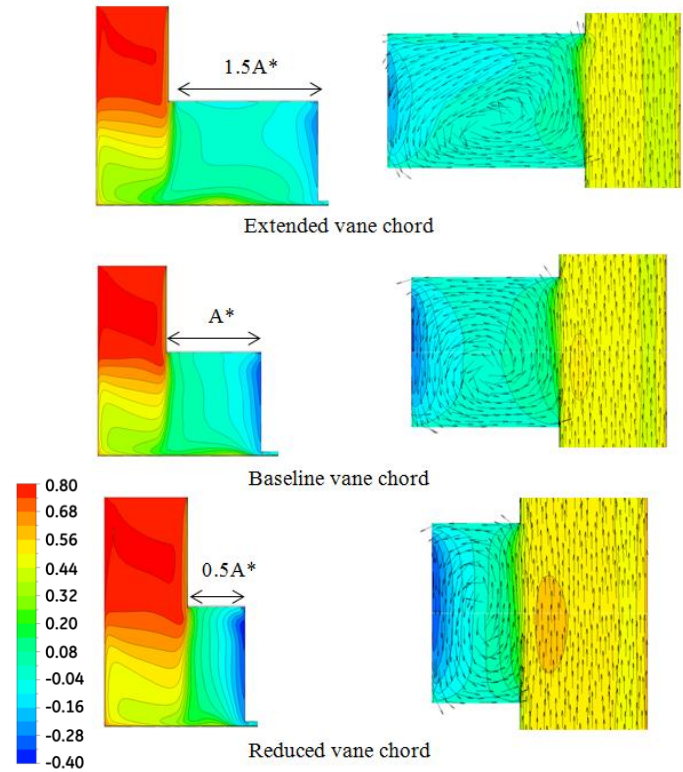 1.5A*
Extended vane chord
A*
Baseline vane chord
0.80
0.68
0.56
0.44
0.32
0.20
0.08
-0.04
-0.16
-0.28
-0.40
0.5A*
Reduced vane chord